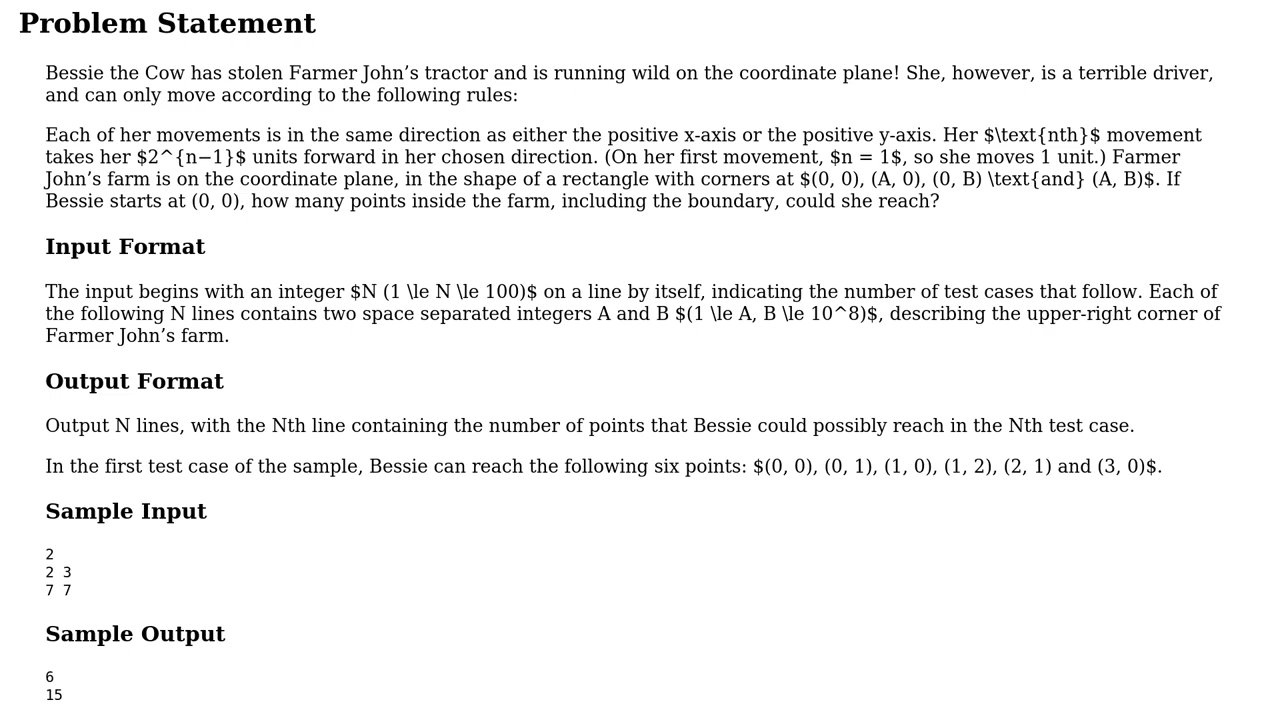 Problem Statement
Bessie the Cow has stolen Farmer John’s tractor and is running wild on the coordinate plane! She, however, is a terrible driver,
and can only move according to the following rules:
Each of her movements is in the same direction as either the positive x-axis or the positive y-axis. Her $\text{nth}$ movement
takes her $2^{n−1}$ units forward in her chosen direction. (On her first movement, $n = 1$, so she moves 1 unit.) Farmer
John’s farm is on the coordinate plane, in the shape of a rectangle with corners at $(0, 0), (A, 0), (0, B) \text{and} (A, B)$. If
Bessie starts at (0, 0), how many points inside the farm, including the boundary, could she reach?
Input Format
The input begins with an integer $N (1 \le N \le 100)$ on a line by itself, indicating the number of test cases that follow. Each of
the following N lines contains two space separated integers A and B $(1 \le A, B \le 10^8)$, describing the upper-right corner of
Farmer John’s farm.
Output Format
Output N lines, with the Nth line containing the number of points that Bessie could possibly reach in the Nth test case.
In the first test case of the sample, Bessie can reach the following six points: $(0, 0), (0, 1), (1, 0), (1, 2), (2, 1) and (3, 0)$.
Sample Input
2
2 3
7 7
Sample Output
6
15